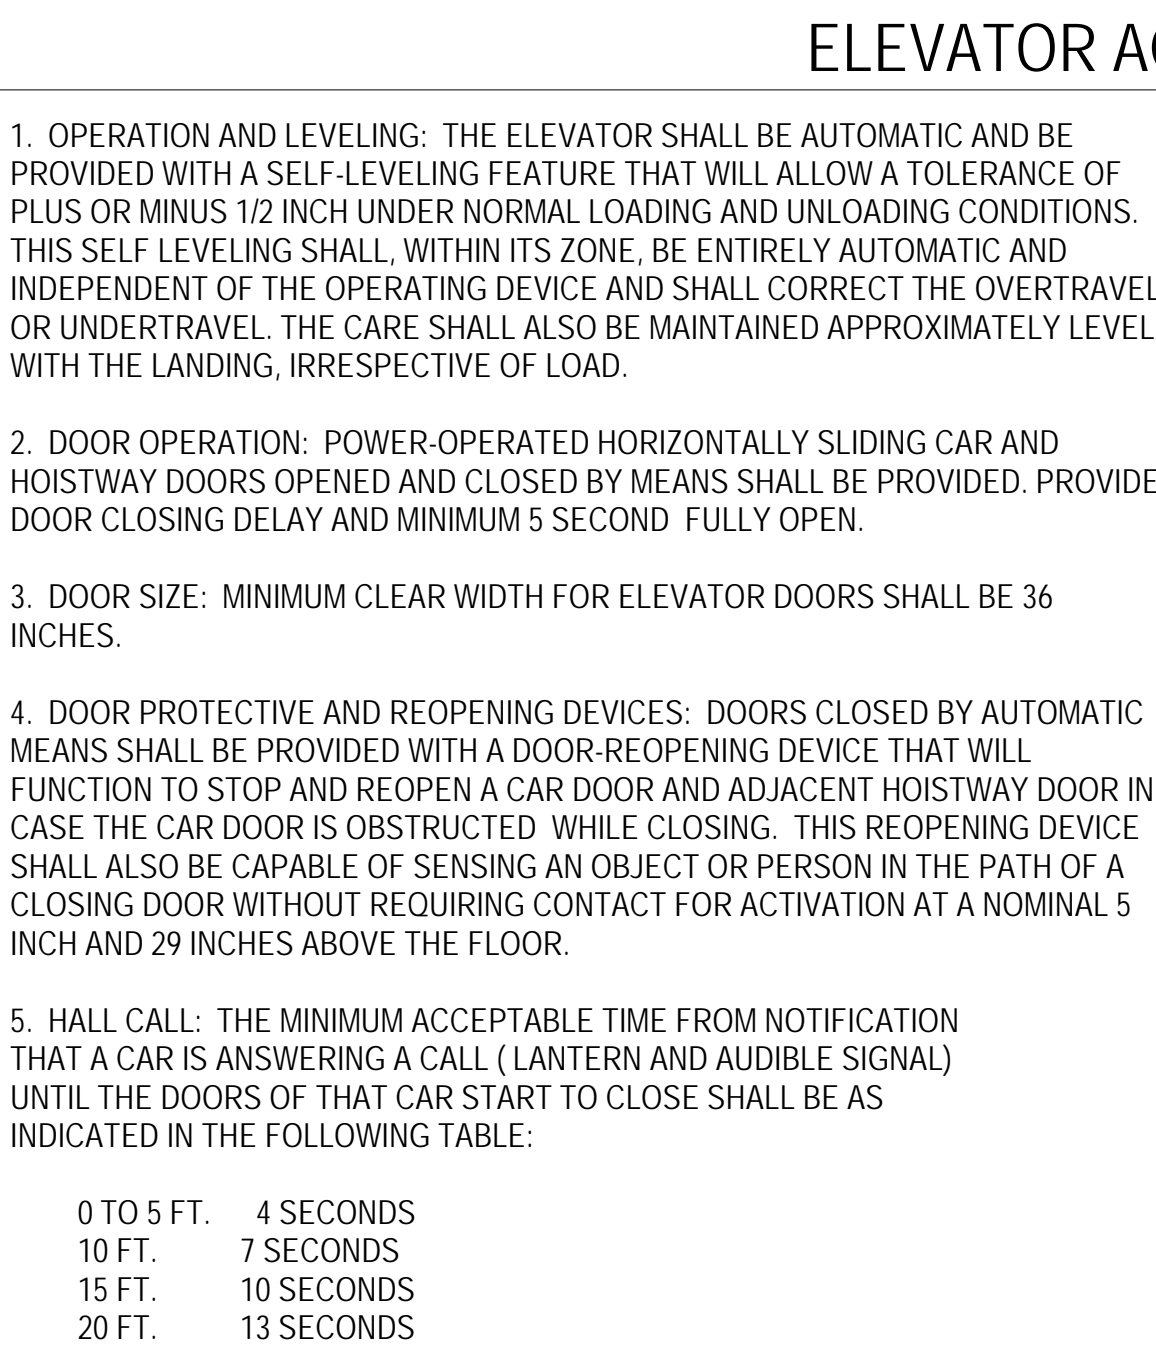 ELEVATOR AC
1. OPERATION AND LEVELING: THE ELEVATOR SHALL BE AUTOMATIC AND BE
PROVIDED WITH A SELF-LEVELING FEATURE THAT WILL ALLOW A TOLERANCE OF
PLUS OR MINUS 1/2 INCH UNDER NORMAL LOADING AND UNLOADING CONDITIONS.
THIS SELF LEVELING SHALL, WITHIN ITS ZONE, BE ENTIRELY AUTOMATIC AND
INDEPENDENT OF THE OPERATING DEVICE AND SHALL CORRECT THE OVERTRAVEL
OR UNDERTRAVEL. THE CARE SHALL ALSO BE MAINTAINED APPROXIMATELY LEVEL
WITH THE LANDING, IRRESPECTIVE OF LOAD.
2. DOOR OPERATION: POWER-OPERATED HORIZONTALLY SLIDING CAR AND
HOISTWAY DOORS OPENED AND CLOSED BY MEANS SHALL BE PROVIDED. PROVIDE
DOOR CLOSING DELAY AND MINIMUM 5 SECOND FULLY OPEN.
3. DOOR SIZE: MINIMUM CLEAR WIDTH FOR ELEVATOR DOORS SHALL BE 36
INCHES.
4. DOOR PROTECTIVE AND REOPENING DEVICES: DOORS CLOSED BY AUTOMATIC
MEANS SHALL BE PROVIDED WITH A DOOR-REOPENING DEVICE THAT WILL
FUNCTION TO STOP AND REOPEN A CAR DOOR AND ADJACENT HOISTWAY DOOR IN
CASE THE CAR DOOR IS OBSTRUCTED WHILE CLOSING. THIS REOPENING DEVICE
SHALL ALSO BE CAPABLE OF SENSING AN OBJECT OR PERSON IN THE PATH OF A
CLOSING DOOR WITHOUT REQUIRING CONTACT FOR ACTIVATION AT A NOMINAL 5
INCH AND 29 INCHES ABOVE THE FLOOR.
5. HALL CALL: THE MINIMUM ACCEPTABLE TIME FROM NOTIFICATION
THAT A CAR IS ANSWERING A CALL ( LANTERN AND AUDIBLE SIGNAL)
UNTIL THE DOORS OF THAT CAR START TO CLOSE SHALL BE AS
INDICATED IN THE FOLLOWING TABLE:
0 TO 5 FT. 4 SECONDS
10 FT. 7 SECONDS
15 FT. 10 SECONDS
20 FT. 13 SECONDS